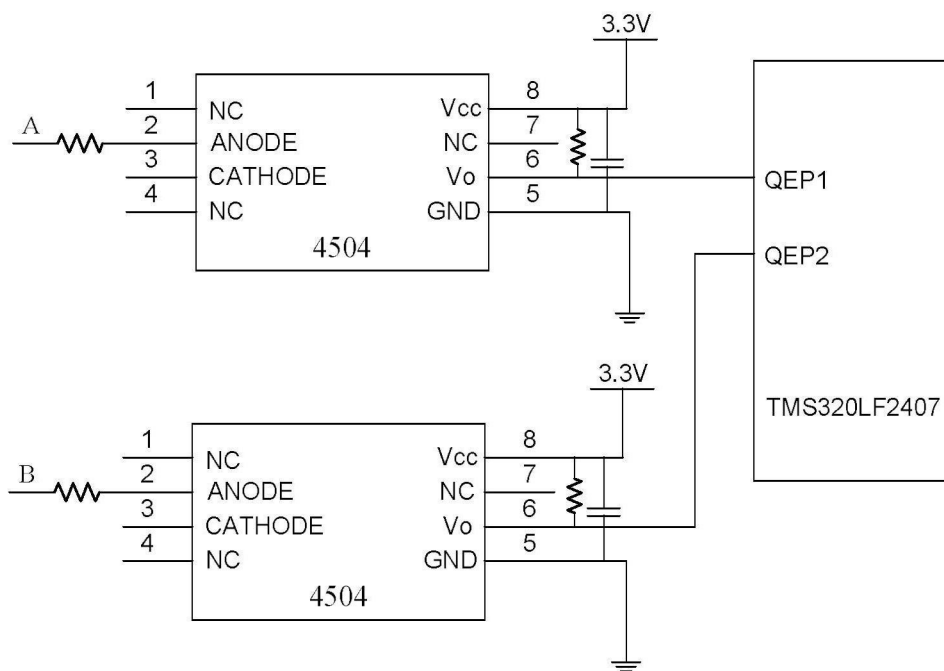 3.3V
1 NC Vcc 8
A 2 ANODE NC 7
3 CATHODE Vo 6 QEP1
4 NC GND 5
4504
QEP2
3.3V
TMS320LF2407
1 NC Vcc 8
B 2 ANODE NC 7
3 CATHODE Vo 6
4 NC GND 5
4504